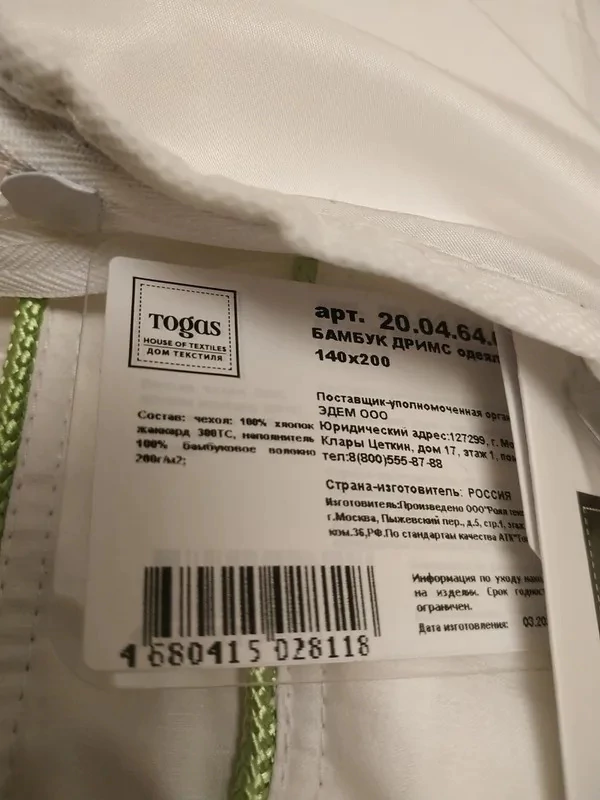 Togas
HOUSE OF TEXTILES
ДОМ ТЕКСТИЛЯ
арт. 20.04.64.
БАМБУК ДРИМС
140x200
Состав: чехол: 100% хлопок
жаккард 300ТС, наполнитель
100% бамбуковое волокно
200г/м2;
Поставщик-уполномоченная
ЭДЕМ ООО
Юридический адрес:127299, г.
Клары Цеткин, дом 17, этаж 1,
тел:8(800)555-87-88
Страна-изготовитель: РОССИЯ
Изготовитель:Произведено ООО"Роял
г.Москва, Пыжевский пер., д.5, стр.1,
ком.36,РФ.По стандартам качества
Информация по уходу
на изделии. Срок
ограничен.
Дата изготовления: 03.20
4 680415 028118